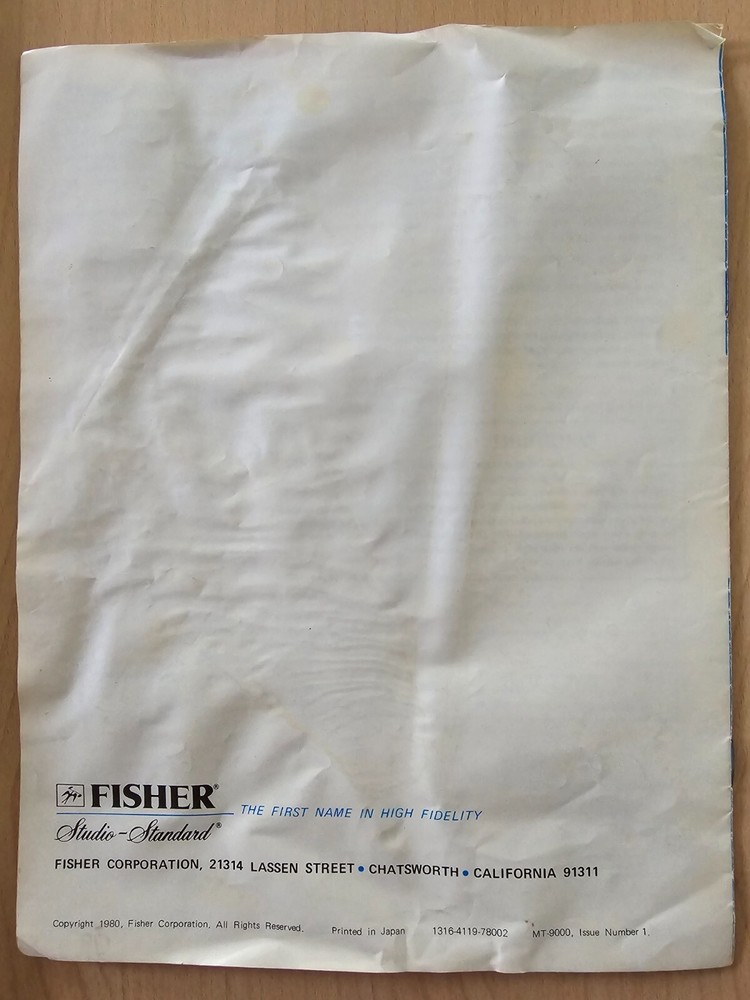 FISHER®
THE FIRST NAME IN HIGH FIDELITY
Studio-Standard®
FISHER CORPORATION, 21314 LASSEN STREET • CHATSWORTH • CALIFORNIA 91311
Copyright 1980, Fisher Corporation. All Rights Reserved. Printed in Japan 1316-4119-78002 MT-9000, Issue Number 1.